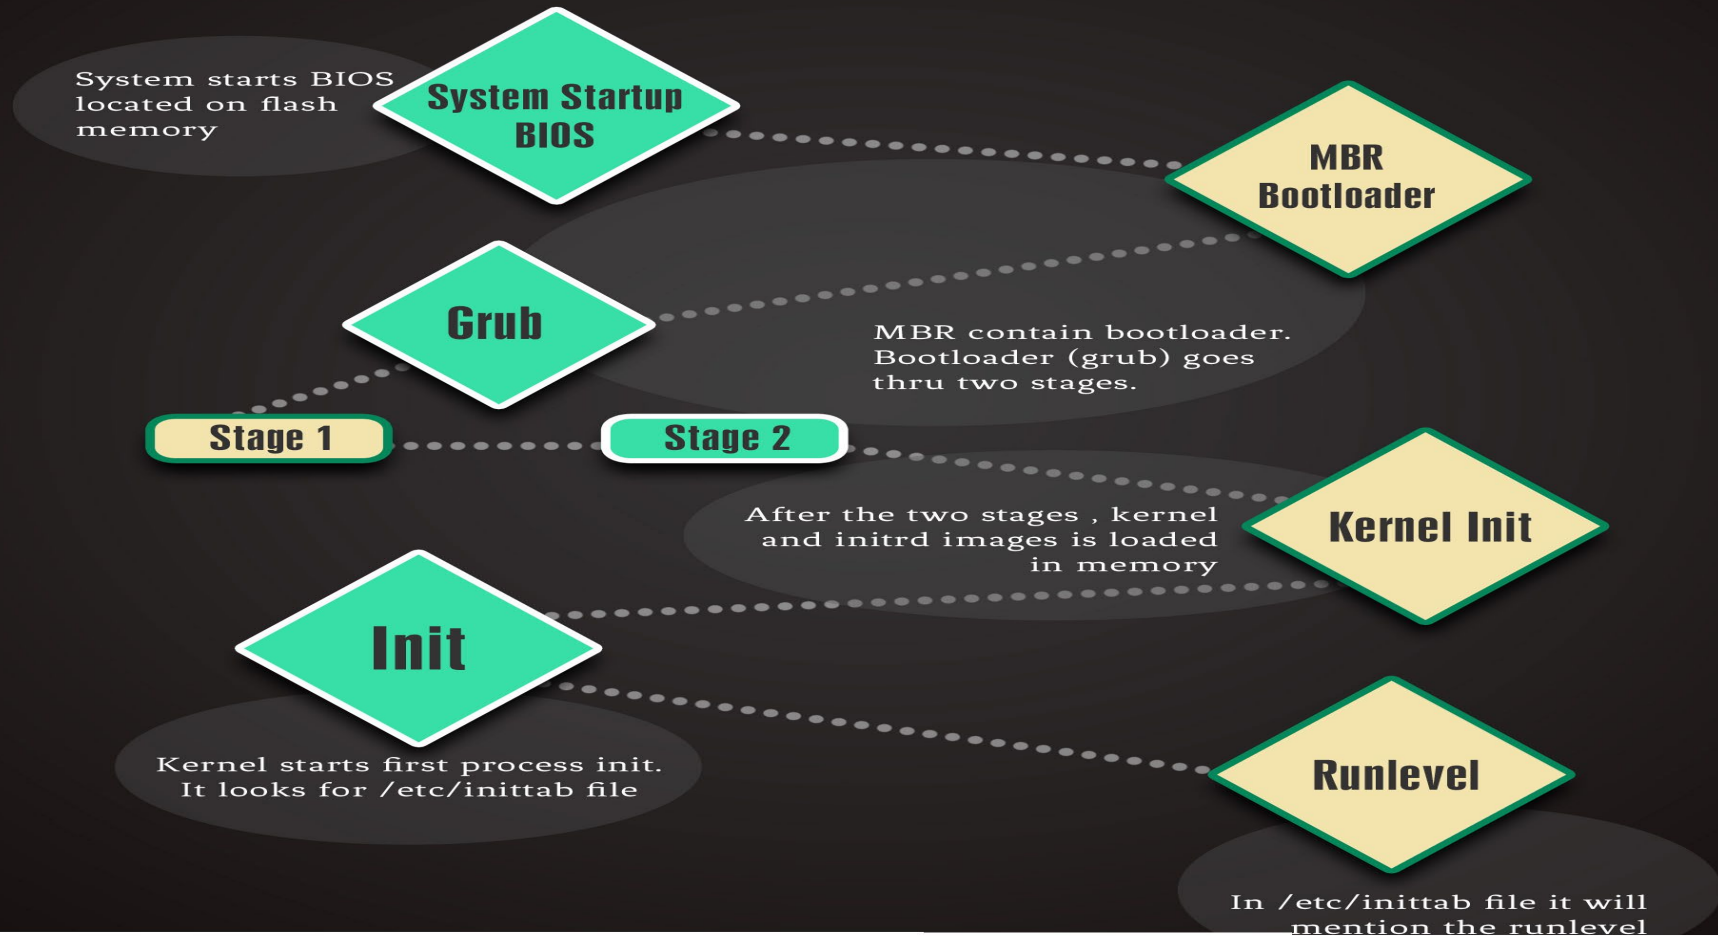 System starts BIOS
located on flash
memory
System Startup
BIOS
MBR
Bootloader
Grub
MBR contain bootloader.
Bootloader (grub) goes
thru two stages.
Stage 1
Stage 2
After the two stages , kernel
and initrd images is loaded
in memory
Kernel Init
Init
Kernel starts first process init.
It looks for /etc/inittab file
Runlevel
In /etc/inittab file it will
mention the runlevel